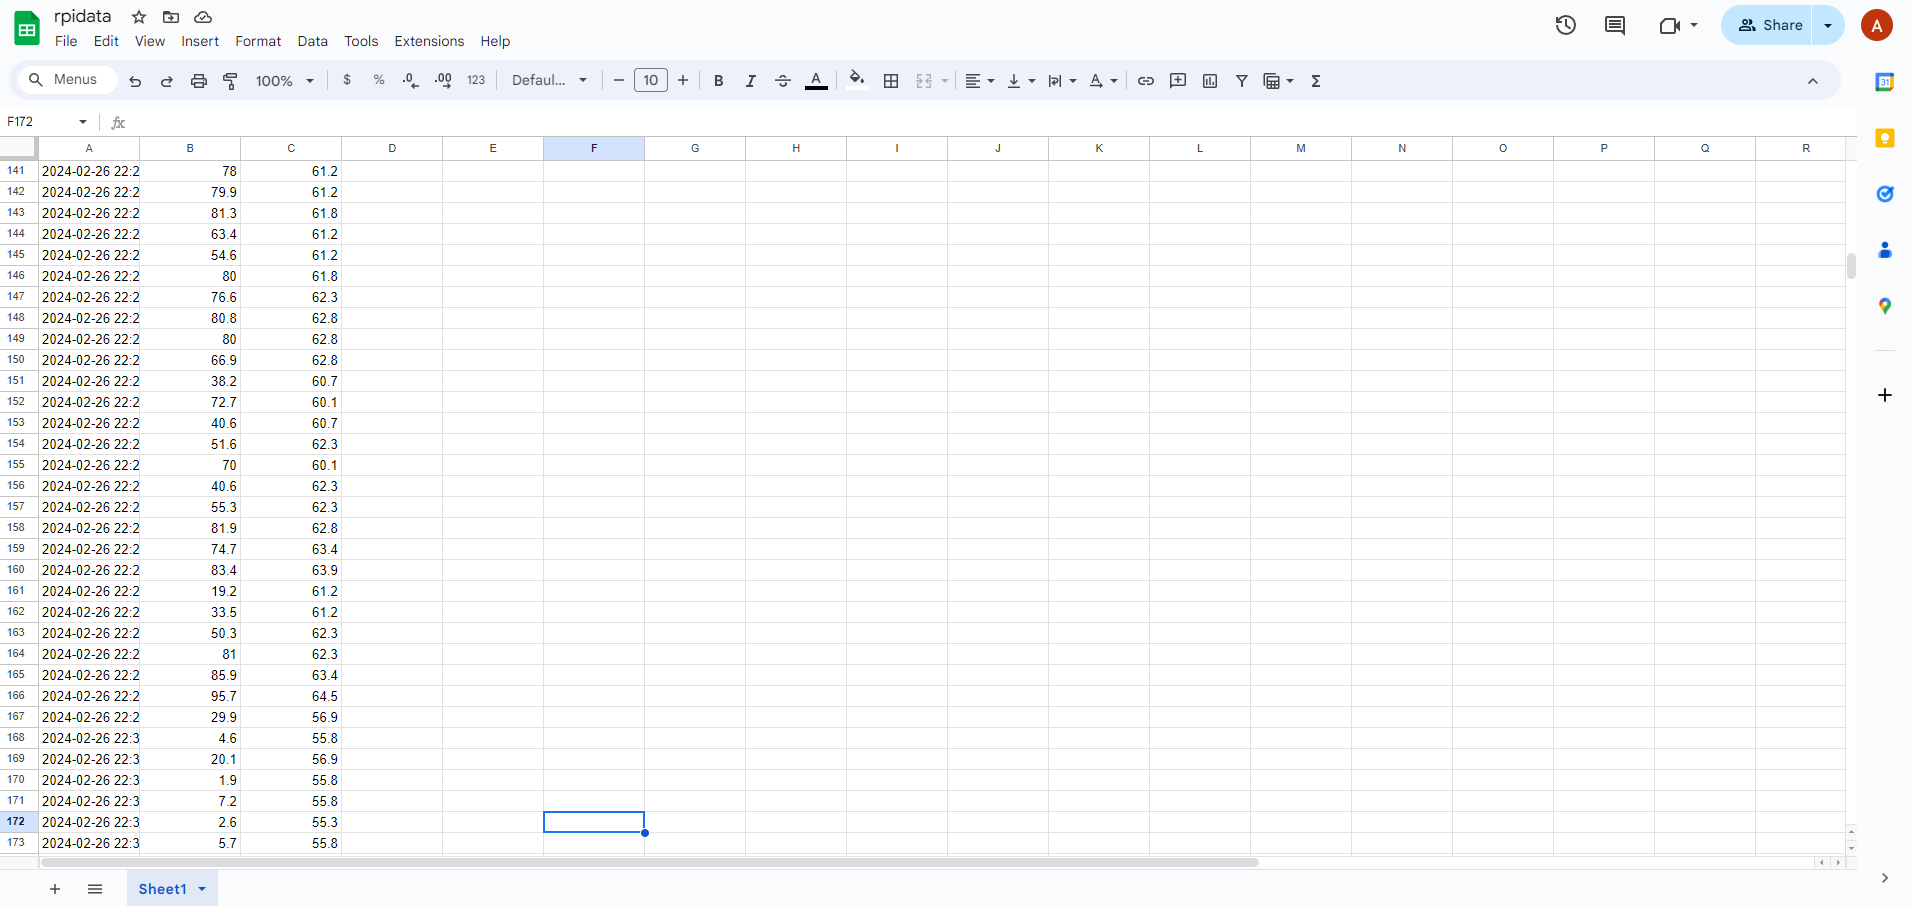 rpidata
File Edit View Insert Format Data Tools Extensions Help
Share
A
Menus 100% $ % .0 .00 123 Defaul... 10 B I A
31
F172 fx
A B C D E F G H I J K L M N O P Q R
141 2024-02-26 22:2 78 61.2
142 2024-02-26 22:2 79.9 61.2
143 2024-02-26 22:2 81.3 61.8
144 2024-02-26 22:2 63.4 61.2
145 2024-02-26 22:2 54.6 61.2
146 2024-02-26 22:2 80 61.8
147 2024-02-26 22:2 76.6 62.3
148 2024-02-26 22:2 80.8 62.8
149 2024-02-26 22:2 80 62.8
150 2024-02-26 22:2 66.9 62.8
151 2024-02-26 22:2 38.2 60.7
152 2024-02-26 22:2 72.7 60.1
153 2024-02-26 22:2 40.6 60.7
154 2024-02-26 22:2 51.6 62.3
155 2024-02-26 22:2 70 60.1
156 2024-02-26 22:2 40.6 62.3
157 2024-02-26 22:2 55.3 62.3
158 2024-02-26 22:2 81.9 62.8
159 2024-02-26 22:2 74.7 63.4
160 2024-02-26 22:2 83.4 63.9
161 2024-02-26 22:2 19.2 61.2
162 2024-02-26 22:2 33.5 61.2
163 2024-02-26 22:2 50.3 62.3
164 2024-02-26 22:2 81 62.3
165 2024-02-26 22:2 85.9 63.4
166 2024-02-26 22:2 95.7 64.5
167 2024-02-26 22:2 29.9 56.9
168 2024-02-26 22:3 4.6 55.8
169 2024-02-26 22:3 20.1 56.9
170 2024-02-26 22:3 1.9 55.8
171 2024-02-26 22:3 7.2 55.8
172 2024-02-26 22:3 2.6 55.3
173 2024-02-26 22:3 5.7 55.8
Sheet1